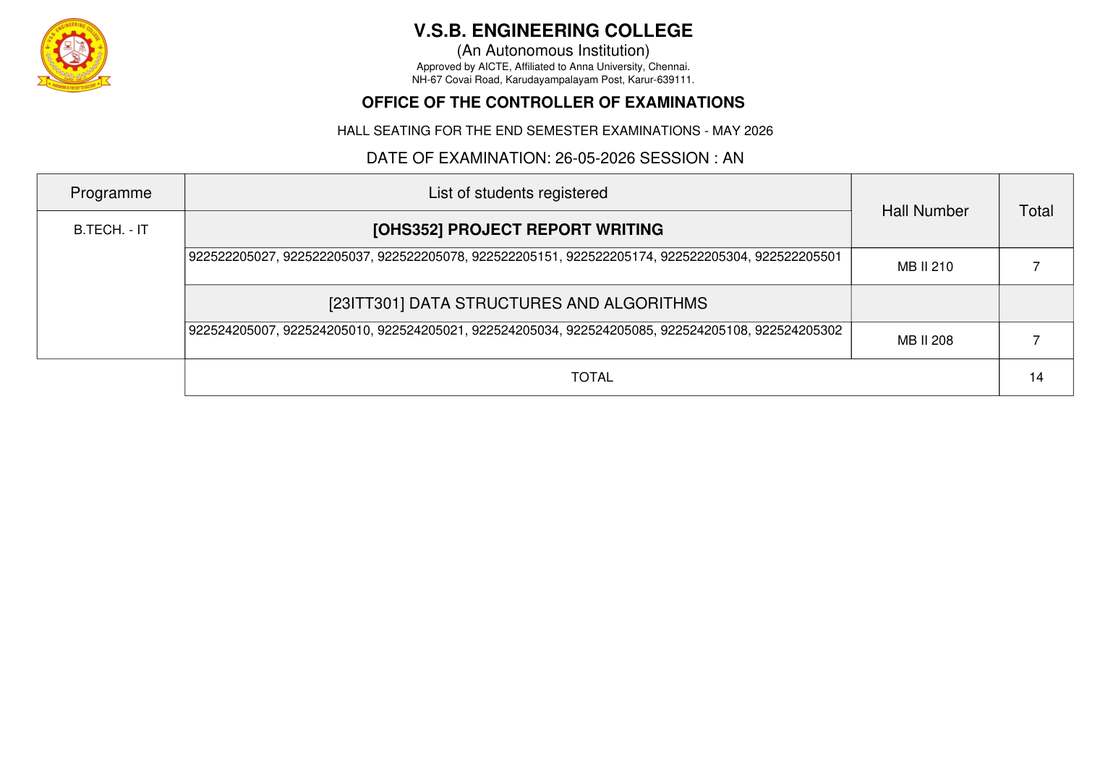 V.S.B. ENGINEERING COLLEGE
(An Autonomous Institution)
Approved by AICTE, Affiliated to Anna University, Chennai.
NH-67 Covai Road, Karudayampalayam Post, Karur-639111.
OFFICE OF THE CONTROLLER OF EXAMINATIONS
HALL SEATING FOR THE END SEMESTER EXAMINATIONS - MAY 2026
DATE OF EXAMINATION: 26-05-2026 SESSION : AN
Programme List of students registered Hall Number Total
B.TECH. - IT [OHS352] PROJECT REPORT WRITING
922522205027, 922522205037, 922522205078, 922522205151, 922522205174, 922522205304, 922522205501 MB II 210 7
[23ITT301] DATA STRUCTURES AND ALGORITHMS
922524205007, 922524205010, 922524205021, 922524205034, 922524205085, 922524205108, 922524205302 MB II 208 7
TOTAL 14